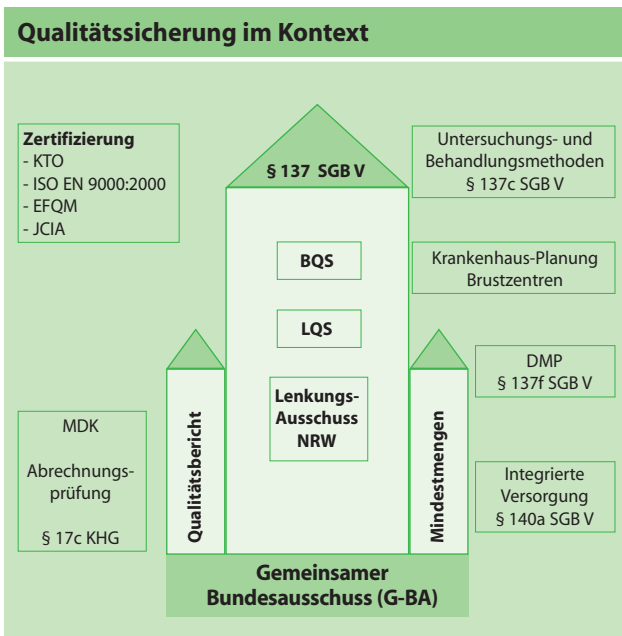 Qualitätssicherung im Kontext
Zertifizierung
- KTO
- ISO EN 9000:2000
- EFQM
- JCIA
§ 137 SGB V
Untersuchungs- und
Behandlungsmethoden
§ 137c SGB V
BQS
Krankenhaus-Planung
Brustzentren
LQS
DMP
§ 137f SGB V
Lenkungs-
Ausschuss
NRW
MDK
Abrechnungs-
prüfung
§ 17c KHG
Qualitätsbericht
Mindestmengen
Integrierte
Versorgung
§ 140a SGB V
Gemeinsamer
Bundesausschuss (G-BA)